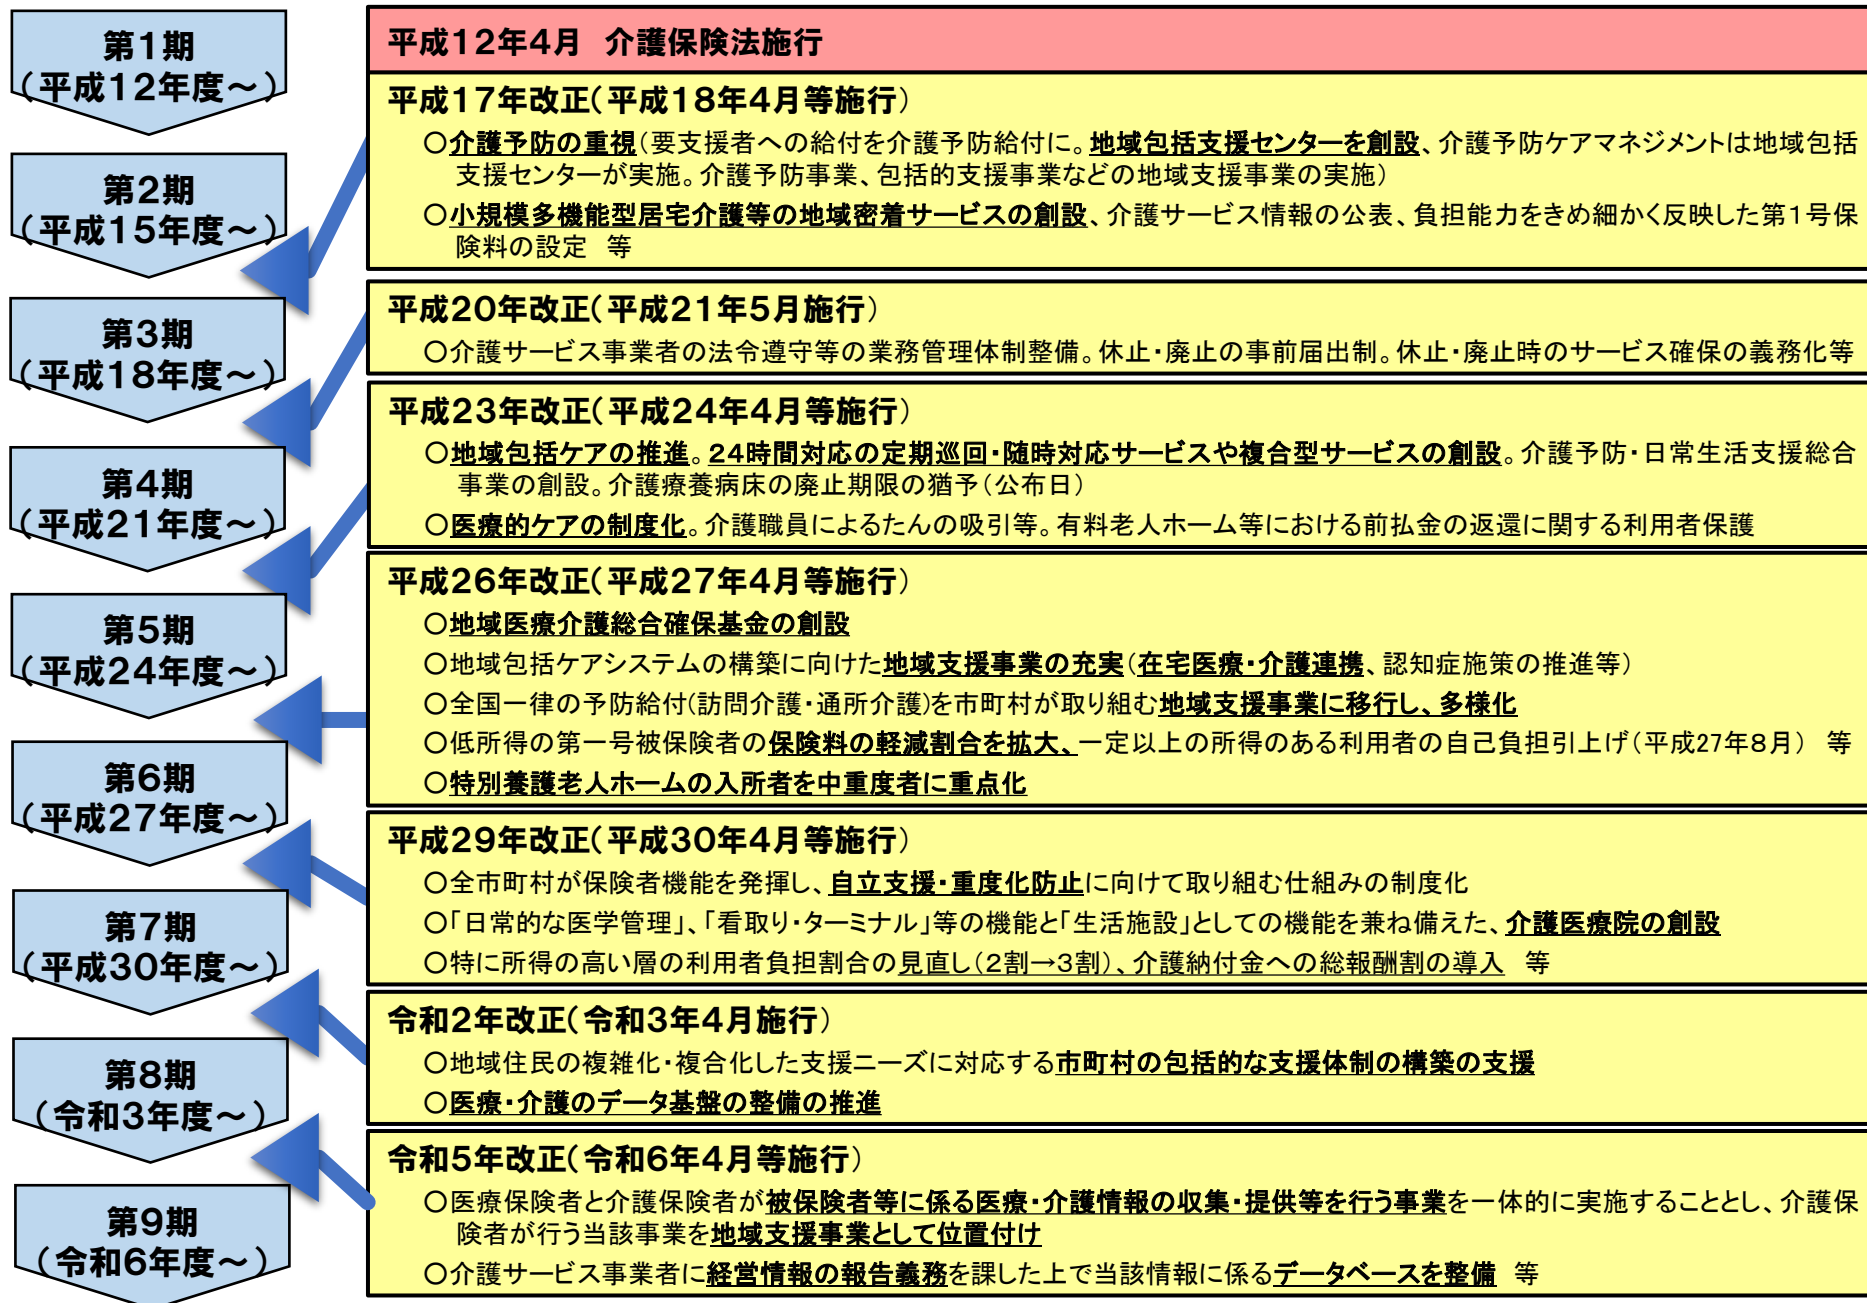 第1期
（平成12年度～）
第2期
（平成15年度～）
第3期
（平成18年度～）
第4期
（平成21年度～）
第5期
（平成24年度～）
第6期
（平成27年度～）
第7期
（平成30年度～）
第8期
（令和3年度～）
第9期
（令和6年度～）
平成12年4月　介護保険法施行
平成17年改正（平成18年4月等施行）
○介護予防の重視（要支援者への給付を介護予防給付に。地域包括支援センターを創設、介護予防ケアマネジメントは地域包括
支援センターが実施。介護予防事業、包括的支援事業などの地域支援事業の実施）
○小規模多機能型居宅介護等の地域密着サービスの創設、介護サービス情報の公表、負担能力をきめ細かく反映した第1号保
険料の設定　等
平成20年改正（平成21年5月施行）
○介護サービス事業者の法令遵守等の業務管理体制整備。休止・廃止の事前届出制。休止・廃止時のサービス確保の義務化等
平成23年改正（平成24年4月等施行）
○地域包括ケアの推進。24時間対応の定期巡回・随時対応サービスや複合型サービスの創設。介護予防・日常生活支援総合
事業の創設。介護療養病床の廃止期限の猶予（公布日）
○医療的ケアの制度化。介護職員によるたんの吸引等。有料老人ホーム等における前払金の返還に関する利用者保護
平成26年改正（平成27年4月等施行）
○地域医療介護総合確保基金の創設
○地域包括ケアシステムの構築に向けた地域支援事業の充実（在宅医療・介護連携、認知症施策の推進等）
○全国一律の予防給付(訪問介護・通所介護)を市町村が取り組む地域支援事業に移行し、多様化
○低所得の第一号被保険者の保険料の軽減割合を拡大、一定以上の所得のある利用者の自己負担引上げ（平成27年8月）　等
○特別養護老人ホームの入所者を中重度者に重点化
平成29年改正（平成30年4月等施行）
○全市町村が保険者機能を発揮し、自立支援・重度化防止に向けて取り組む仕組みの制度化
○「日常的な医学管理」、「看取り・ターミナル」等の機能と「生活施設」としての機能を兼ね備えた、介護医療院の創設
○特に所得の高い層の利用者負担割合の見直し（2割→3割）、介護納付金への総報酬割の導入　等
令和2年改正（令和3年4月施行）
○地域住民の複雑化・複合化した支援ニーズに対応する市町村の包括的な支援体制の構築の支援
○医療・介護のデータ基盤の整備の推進
令和5年改正（令和6年4月等施行）
○医療保険者と介護保険者が被保険者等に係る医療・介護情報の収集・提供等を行う事業を一体的に実施することとし、介護保
険者が行う当該事業を地域支援事業として位置付け
○介護サービス事業者に経営情報の報告義務を課した上で当該情報に係るデータベースを整備　等